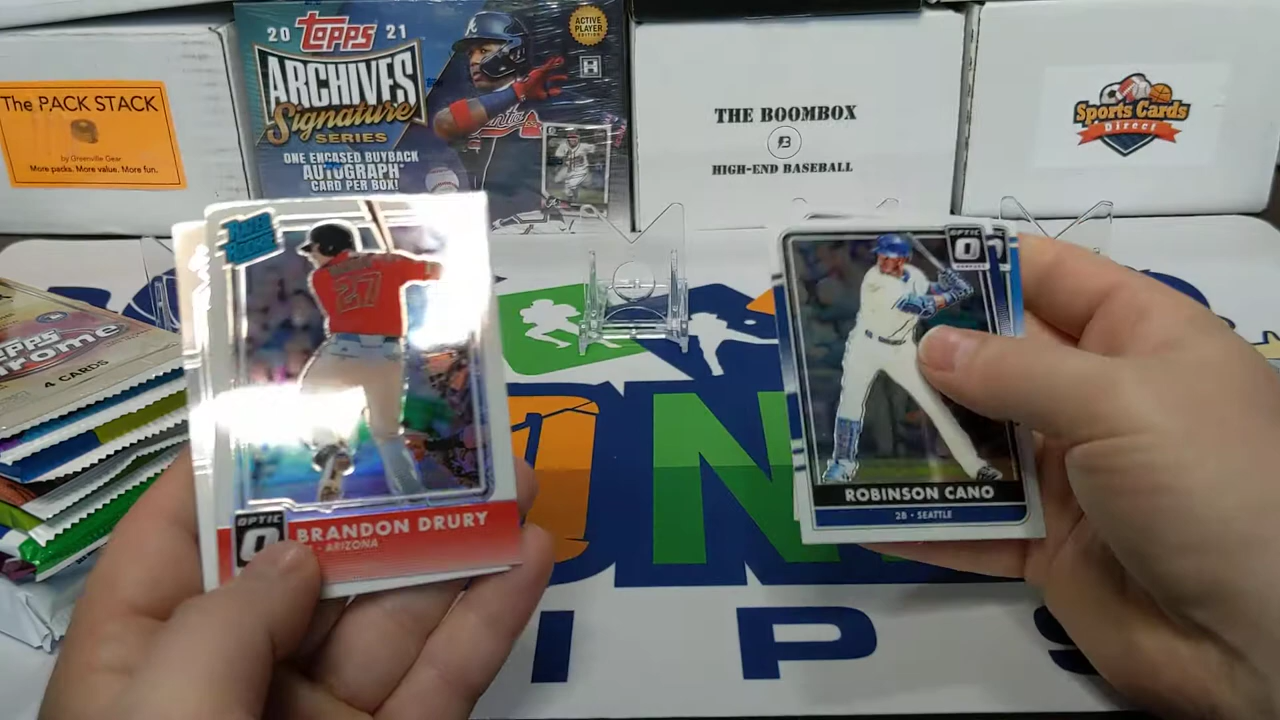 The PACK STACK
by Greenville Gear
More packs. More value. More fun.
2021
Topps
ARCHIVES
Signature
SERIES
ONE ENCASED BUYBACK
AUTOGRAPH
CARD PER BOX!
ACTIVE
PLAYER
EDITION
H
THE BOOMBOX
B
HIGH-END BASEBALL
Sports Cards
Direct
4 CARDS
RATED
ROOKIE
27
OPTIC
BRANDON DRURY
ARIZONA
OPTIC
ROBINSON CANO
2B • SEATTLE
N
I P S